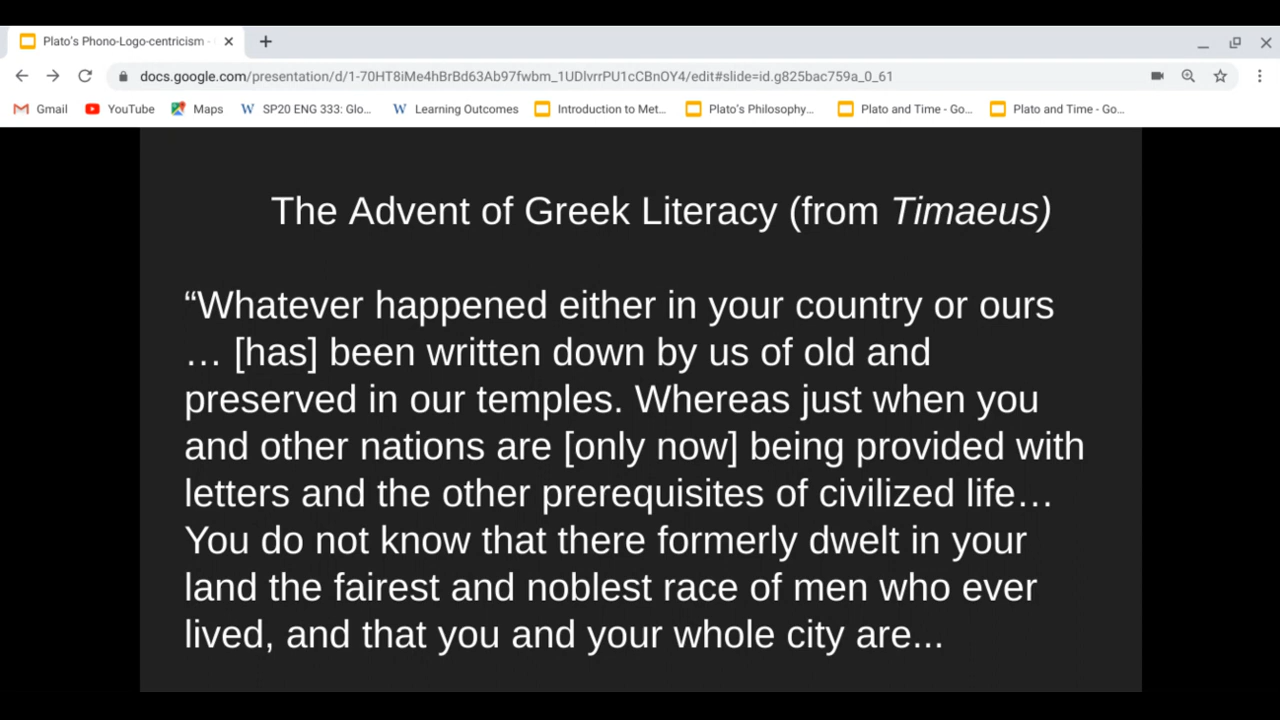 Plato's Phono-Logo-centricism -
docs.google.com/presentation/d/1-70HT8iMe4hBrBd63Ab97fwbm_1UDlvrrPU1cCBnOY4/edit#slide=id.g825bac759a_0_61
Gmail YouTube Maps SP20 ENG 333: Glo... Learning Outcomes Introduction to Met... Plato's Philosophy... Plato and Time - Go... Plato and Time - Go...
The Advent of Greek Literacy (from Timaeus)
“Whatever happened either in your country or ours
… [has] been written down by us of old and
preserved in our temples. Whereas just when you
and other nations are [only now] being provided with
letters and the other prerequisites of civilized life…
You do not know that there formerly dwelt in your
land the fairest and noblest race of men who ever
lived, and that you and your whole city are...